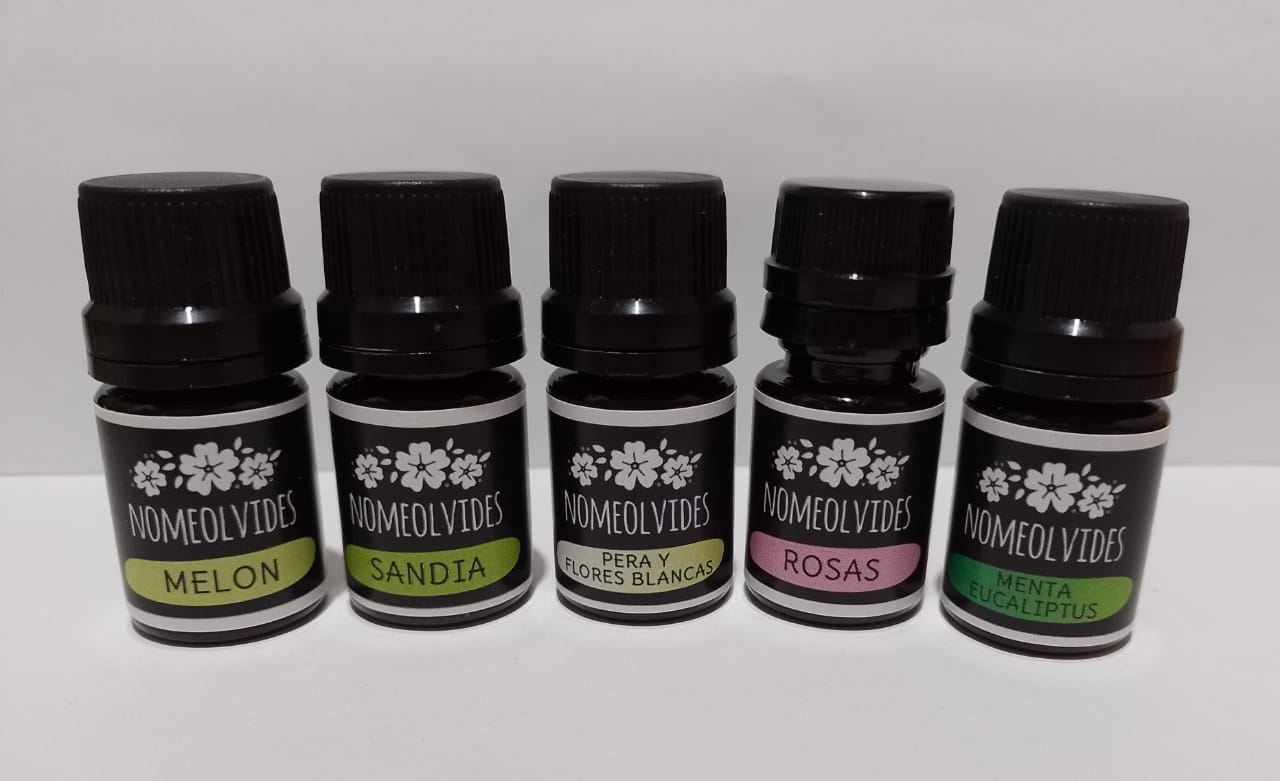 NOMEOLVIDES
MELON
NOMEOLVIDES
SANDIA
NOMEOLVIDES
PERA Y
FLORES BLANCAS
NOMEOLVIDES
ROSAS
NOMEOLVIDES
MENTA
EUCALIPTUS